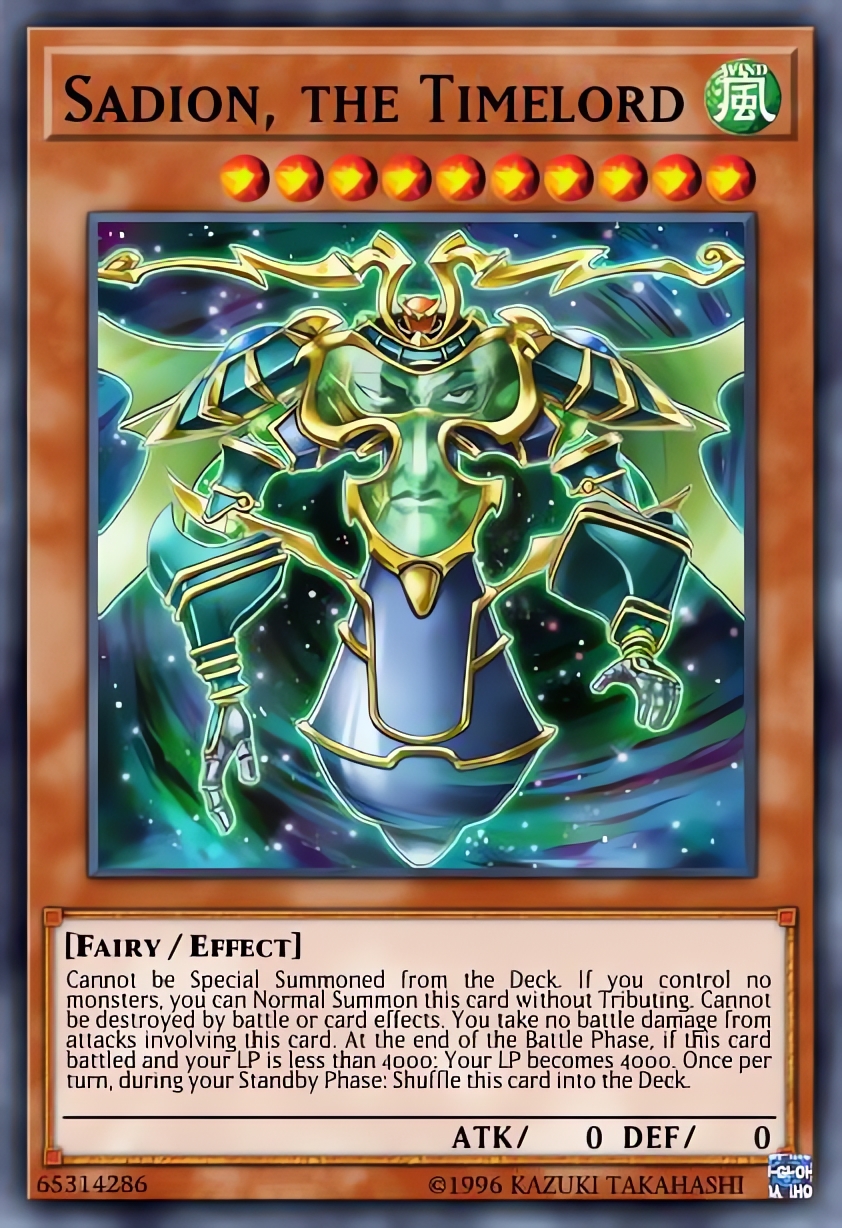 SADION, THE TIMELORD
WIND
風
[FAIRY / EFFECT]
Cannot be Special Summoned from the Deck. If you control no
monsters, you can Normal Summon this card without Tributing. Cannot
be destroyed by battle or card effects. You take no battle damage from
attacks involving this card. At the end of the Battle Phase, if this card
battled and your LP is less than 4000: Your LP becomes 4000. Once per
turn, during your Standby Phase: Shuffle this card into the Deck.
ATK/ 0 DEF/ 0
65314286
©1996 KAZUKI TAKAHASHI